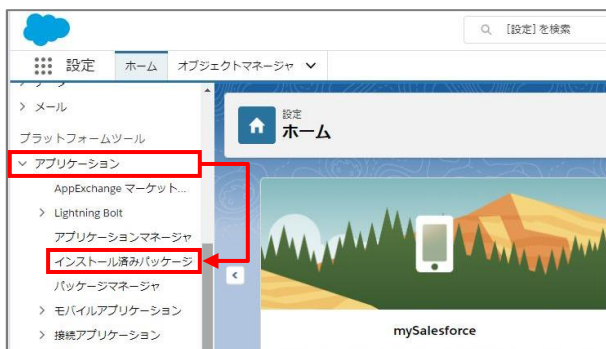 [設定] を検索
設定
ホーム
オブジェクトマネージャ
メール
プラットフォームツール
アプリケーション
AppExchange マーケット...
Lightning Bolt
アプリケーションマネージャ
インストール済みパッケージ
パッケージマネージャ
モバイルアプリケーション
接続アプリケーション
設定
ホーム
mySalesforce